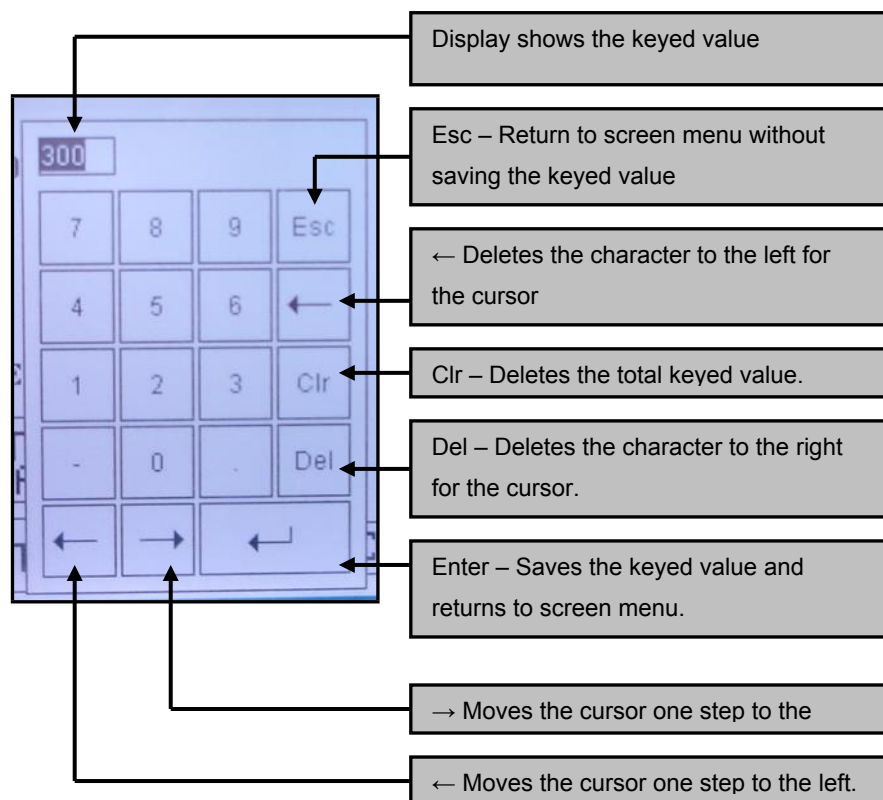 Display shows the keyed value
Esc – Return to screen menu without
saving the keyed value
← Deletes the character to the left for
the cursor
Clr – Deletes the total keyed value.
Del – Deletes the character to the right
for the cursor.
Enter – Saves the keyed value and
returns to screen menu.
→ Moves the cursor one step to the
← Moves the cursor one step to the left.
300
7 8 9 Esc
4 5 6 ←
1 2 3 Clr
- 0 . Del
← → ↵